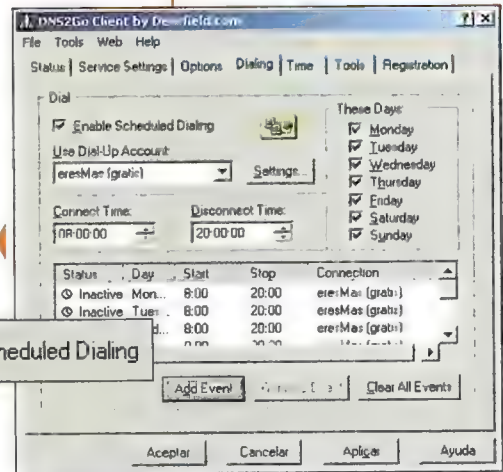 DNS2Go Client by Deerfield.com
File Tools Web Help
Status Service Settings Options Dialing Time Tools Registration
Dial
Enable Scheduled Dialing
Use Dial-Up Account:
eresMas (gratis)
Settings...
These Days:
Monday
Tuesday
Wednesday
Thursday
Friday
Saturday
Sunday
Connect Time:
08:00:00
Disconnect Time:
20:00:00
Status Day Start Stop Connection
Inactive Mon... 8:00 20:00 eresMas (gratis)
Inactive Tues 8:00 20:00 eresMas (gratis)
8:00 20:00 eresMas (gratis)
heduled Dialing
Add Event Clear All Events
Aceptar Cancelar Aplicar Ayuda